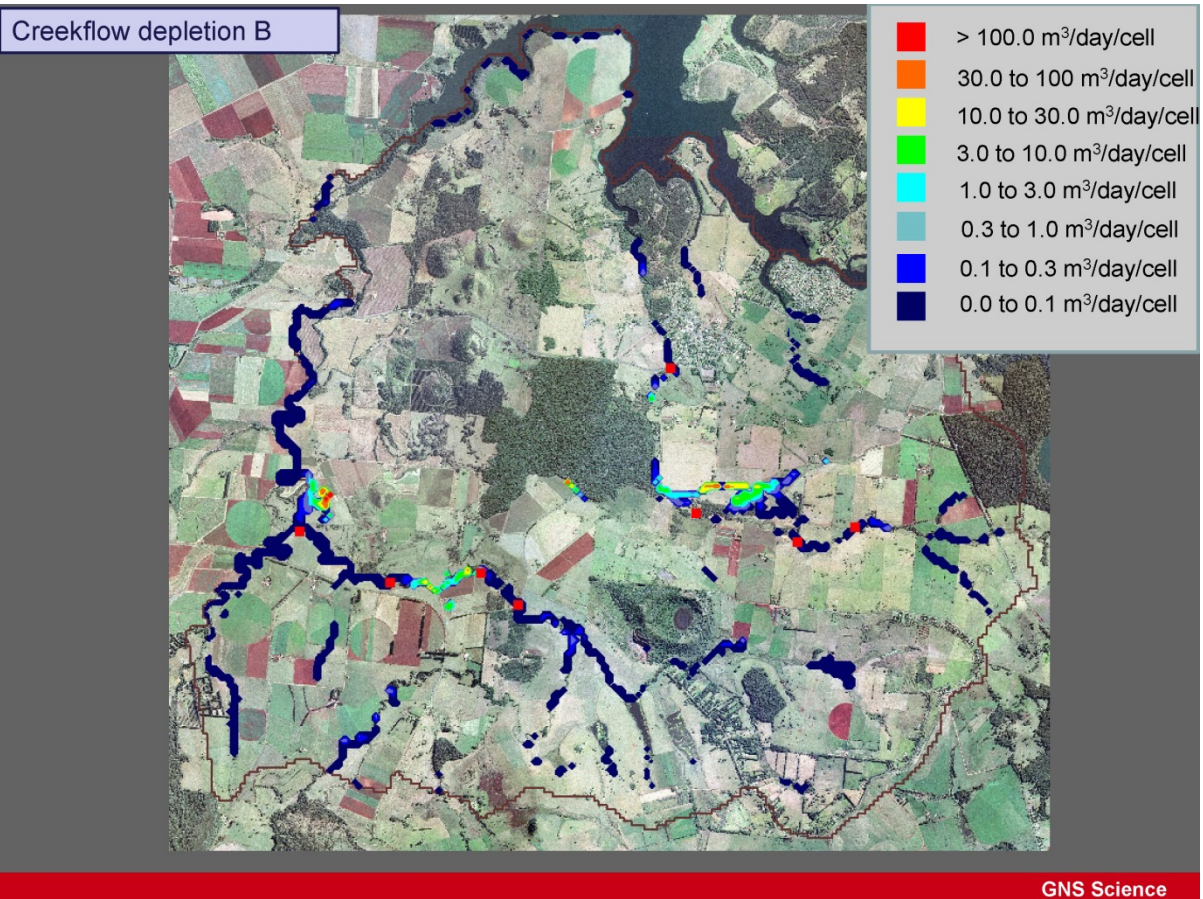 Creekflow depletion B
> 100.0 m³/day/cell
30.0 to 100 m³/day/cell
10.0 to 30.0 m³/day/cell
3.0 to 10.0 m³/day/cell
1.0 to 3.0 m³/day/cell
0.3 to 1.0 m³/day/cell
0.1 to 0.3 m³/day/cell
0.0 to 0.1 m³/day/cell
GNS Science